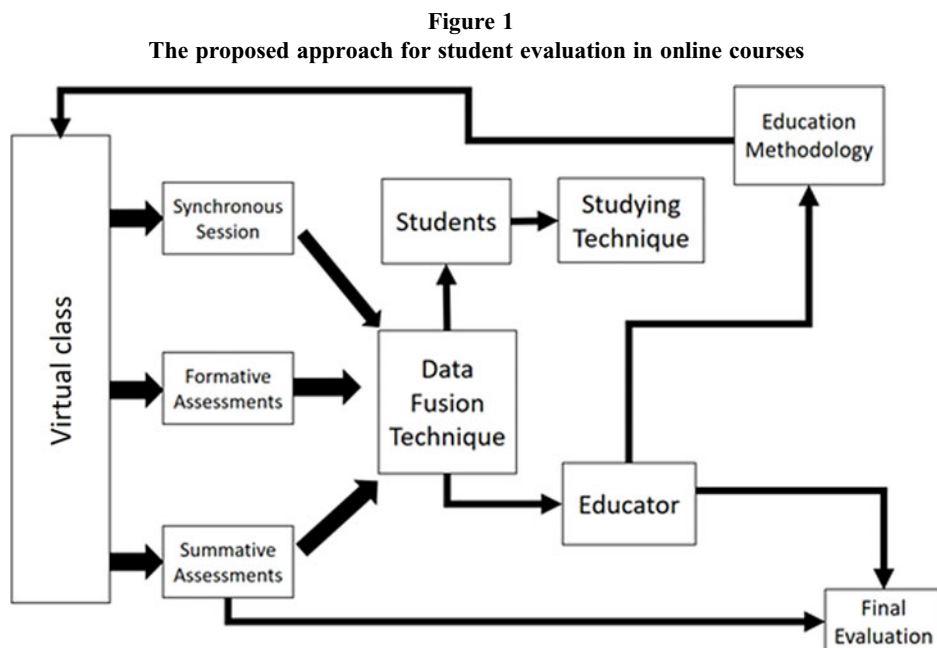 Figure 1
The proposed approach for student evaluation in online courses
Education
Methodology
Virtual class
Synchronous
Session
Students
Studying
Technique
Formative
Assessments
Data
Fusion
Technique
Educator
Summative
Assessments
Final
Evaluation